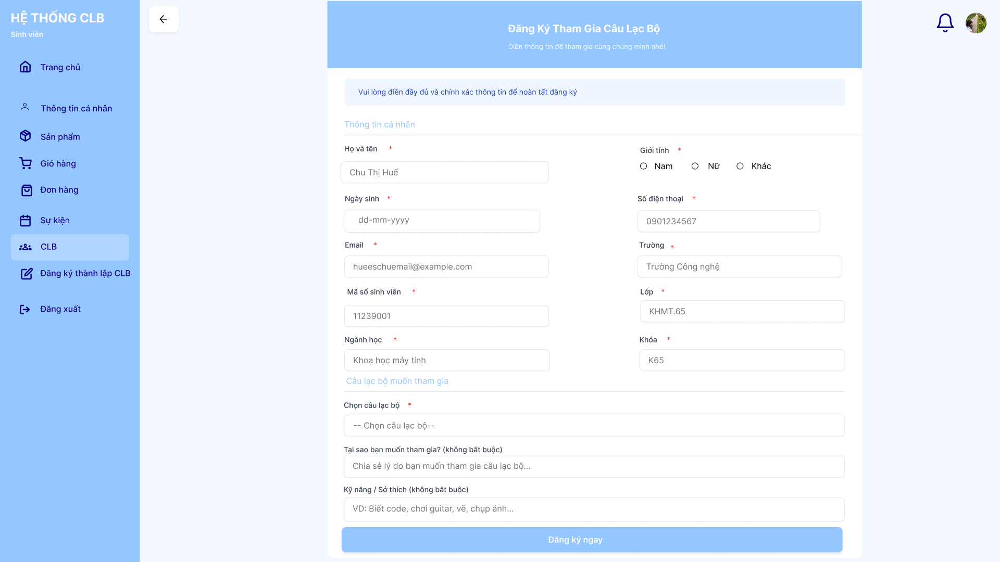 HỆ THỐNG CLB
Sinh viên
Trang chủ
Thông tin cá nhân
Sản phẩm
Giỏ hàng
Đơn hàng
Sự kiện
CLB
Đăng ký thành lập CLB
Đăng xuất
Đăng Ký Tham Gia Câu Lạc Bộ
Điền thông tin để tham gia cùng chúng mình nhé!
Vui lòng điền đầy đủ và chính xác thông tin để hoàn tất đăng ký
Thông tin cá nhân
Họ và tên *
Chu Thị Huế
Giới tính *
Nam Nữ Khác
Ngày sinh *
dd-mm-yyyy
Số điện thoại *
0901234567
Email *
hueeschuemail@example.com
Trường *
Trường Công nghệ
Mã số sinh viên *
11239001
Lớp *
KHMT.65
Ngành học *
Khoa học máy tính
Khóa *
K65
Câu lạc bộ muốn tham gia
Chọn câu lạc bộ *
-- Chọn câu lạc bộ--
Tại sao bạn muốn tham gia? (không bắt buộc)
Chia sẻ lý do bạn muốn tham gia câu lạc bộ...
Kỹ năng / Sở thích (không bắt buộc)
VD: Biết code, chơi guitar, vẽ, chụp ảnh...
Đăng ký ngay